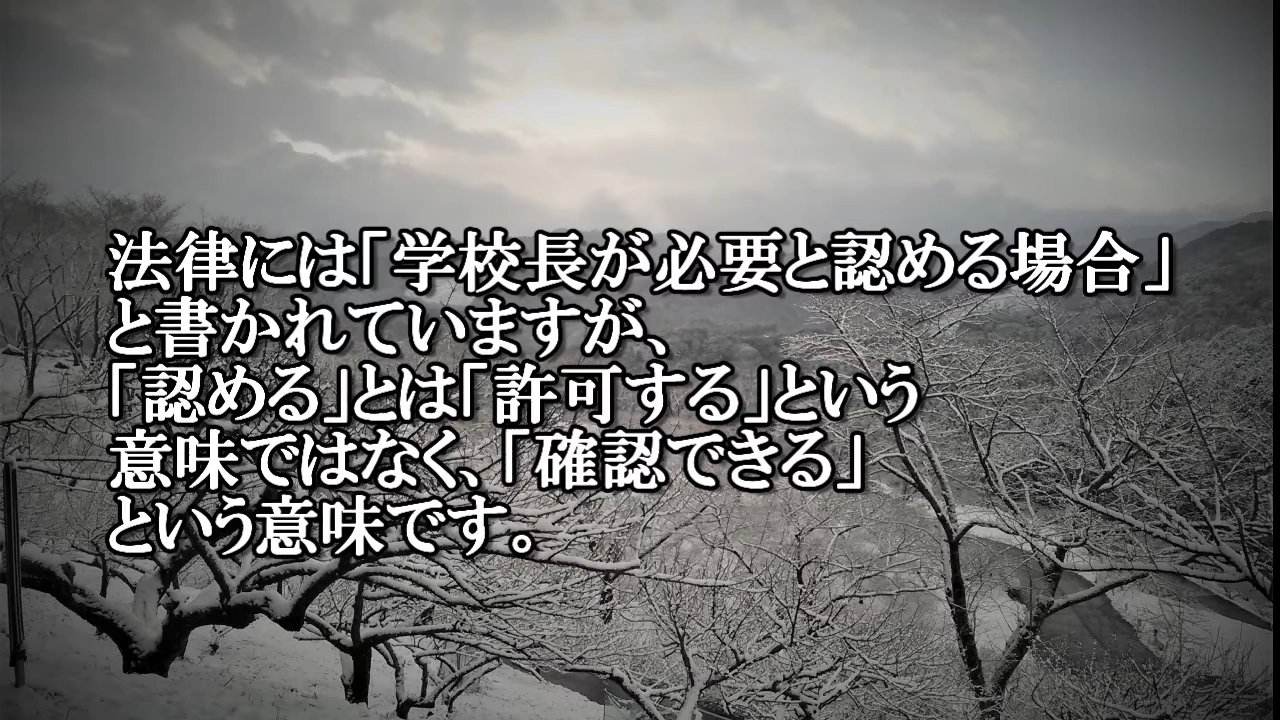 法律には「学校長が必要と認める場合」
と書かれていますが、
「認める」とは「許可する」という
意味ではなく、「確認できる」
という意味です。